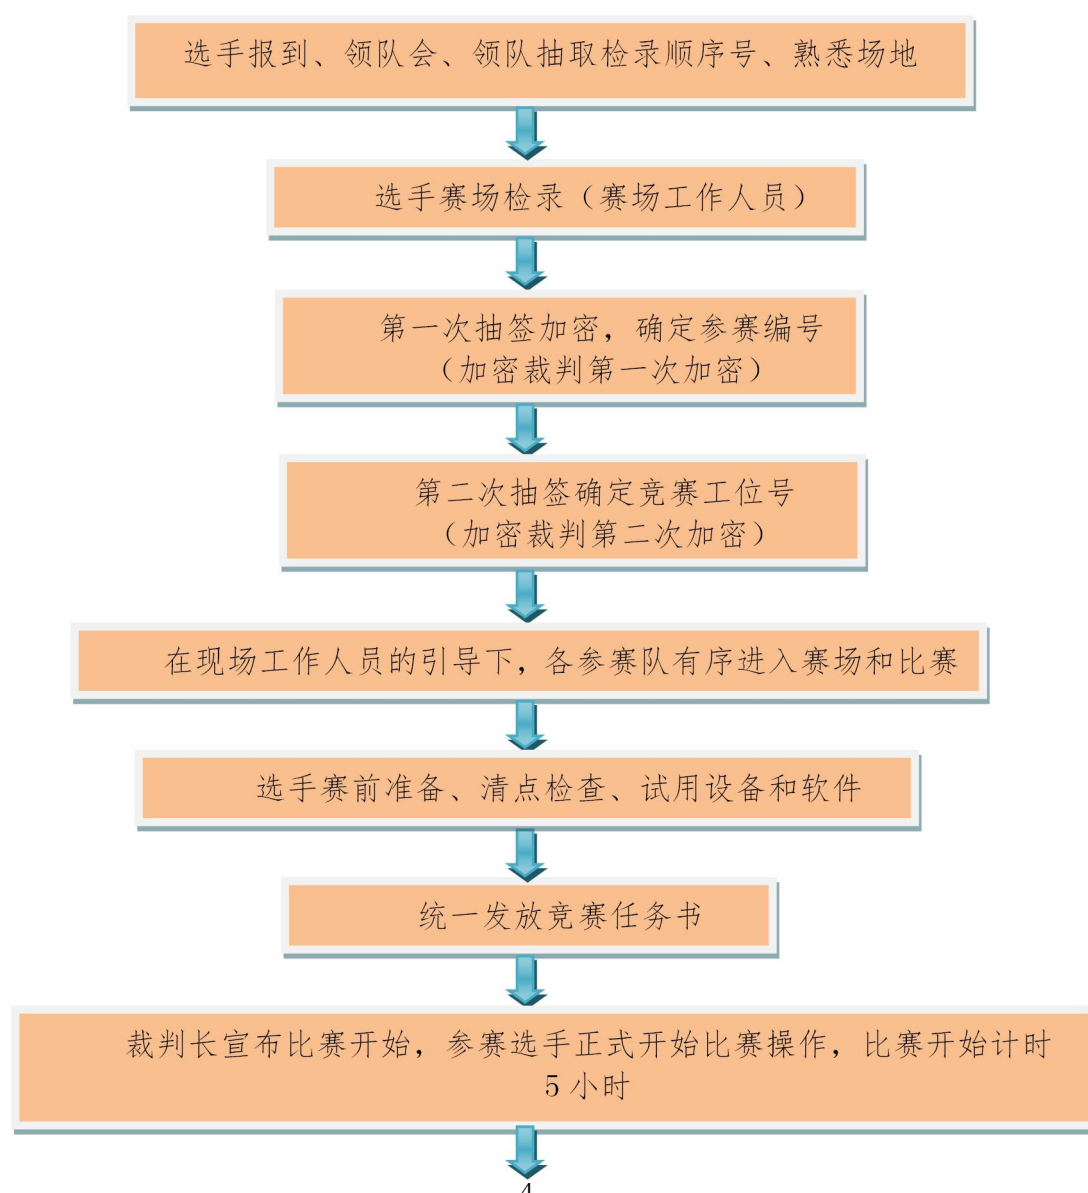 选手报到、领队会、领队抽取检录顺序号、熟悉场地
选手赛场检录（赛场工作人员）
第一次抽签加密，确定参赛编号
（加密裁判第一次加密）
第二次抽签确定竞赛工位号
（加密裁判第二次加密）
在现场工作人员的引导下，各参赛队有序进入赛场和比赛
选手赛前准备、清点检查、试用设备和软件
统一发放竞赛任务书
裁判长宣布比赛开始，参赛选手正式开始比赛操作，比赛开始计时
5 小时
4